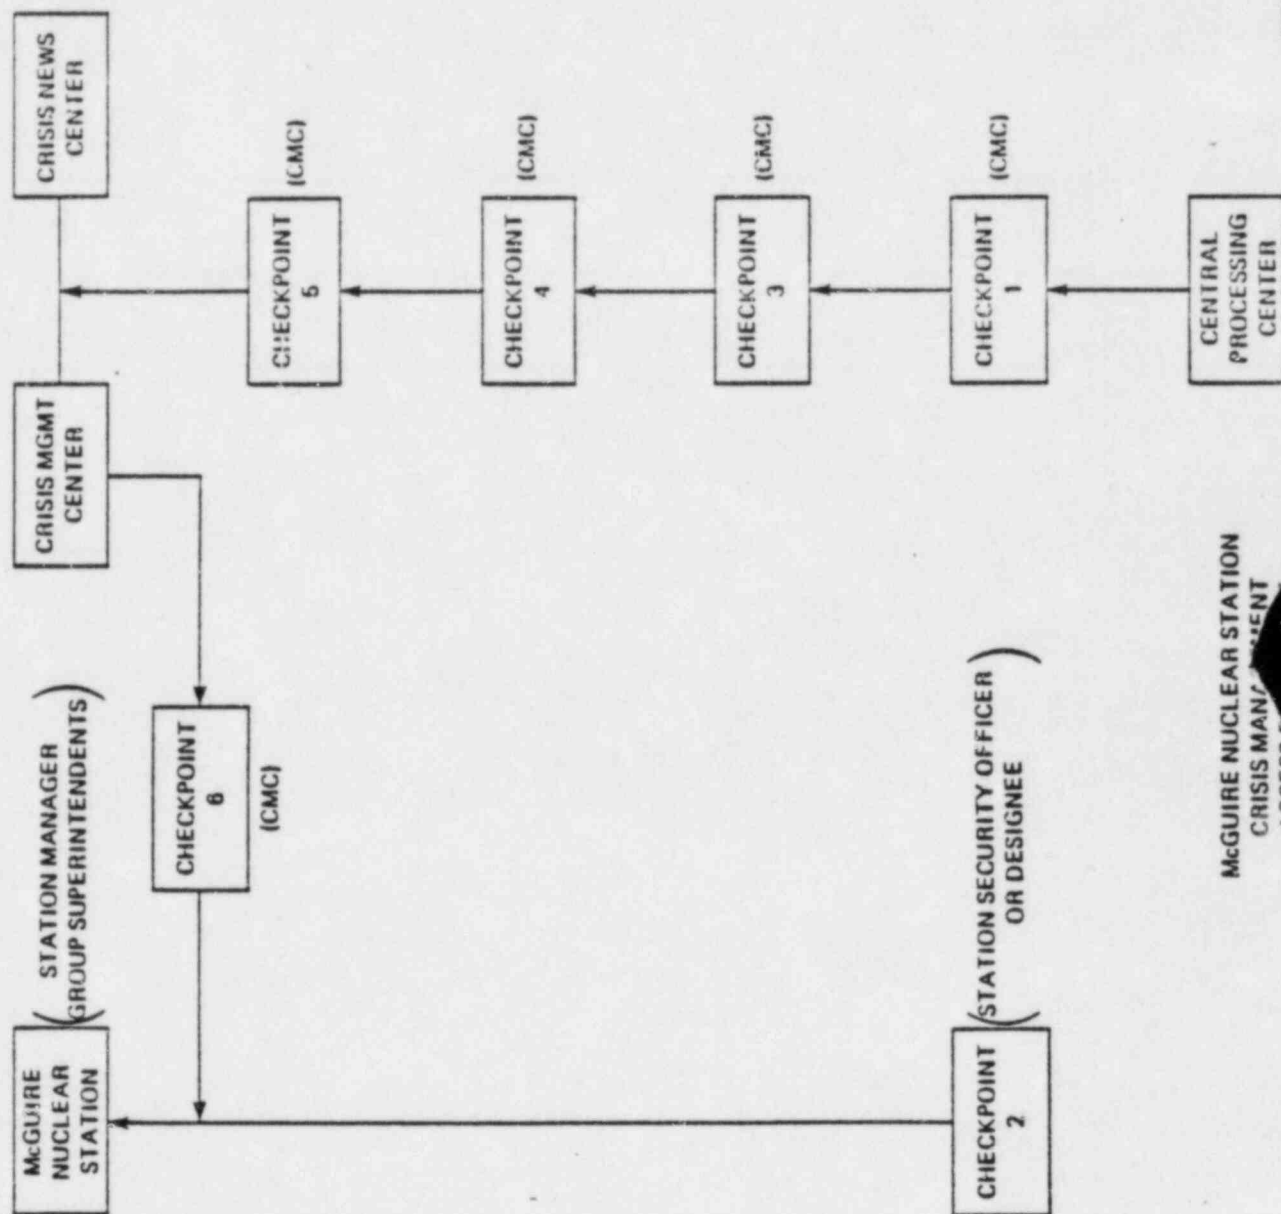 McGUIRE
NUCLEAR
STATION
STATION MANAGER
GROUP SUPERINTENDENTS
CRISIS MGMT
CENTER
CRISIS NEWS
CENTER
CHECKPOINT
6
(CMC)
CHECKPOINT
5
(CMC)
CHECKPOINT
4
(CMC)
CHECKPOINT
3
(CMC)
CHECKPOINT
2
(STATION SECURITY OFFICER
OR DESIGNEE)
CHECKPOINT
1
(CMC)
CENTRAL
PROCESSING
CENTER
McGUIRE NUCLEAR STATION
CRISIS